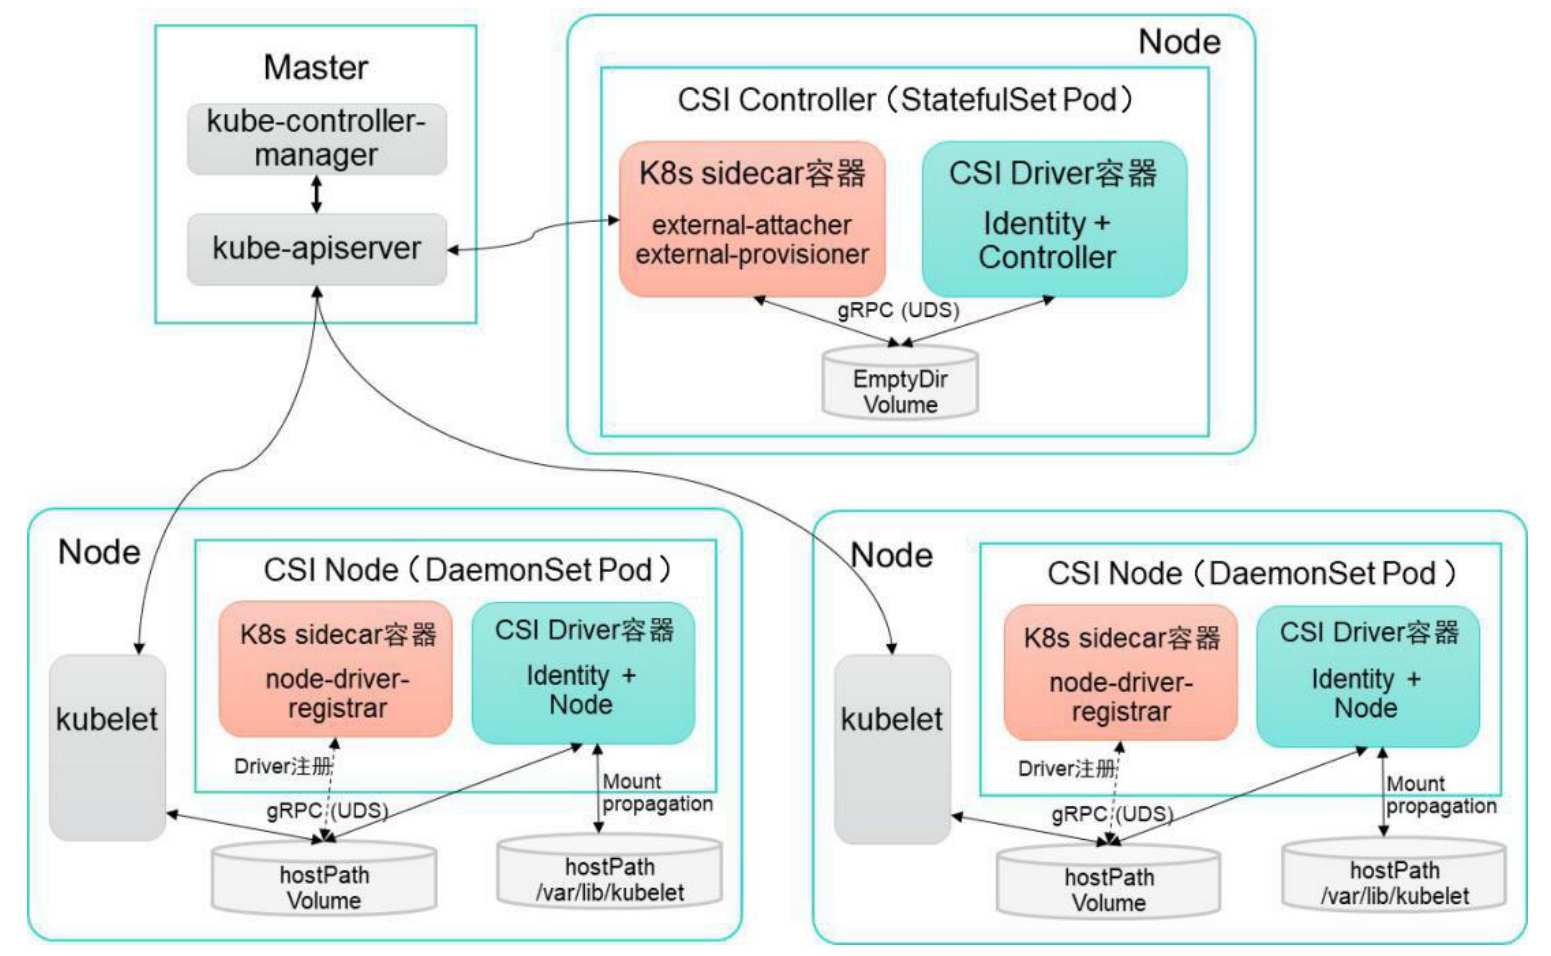 Master
kube-controller-
manager
kube-apiserver
Node
CSI Controller（StatefulSet Pod）
K8s sidecar容器
external-attacher
external-provisioner
CSI Driver容器
Identity +
Controller
gRPC (UDS)
EmptyDir
Volume
Node
CSI Node（DaemonSet Pod）
kubelet
K8s sidecar容器
node-driver-
registrar
CSI Driver容器
Identity +
Node
Driver注册
gRPC (UDS)
Mount
propagation
hostPath
Volume
hostPath
/var/lib/kubelet
Node
CSI Node（DaemonSet Pod）
kubelet
K8s sidecar容器
node-driver-
registrar
CSI Driver容器
Identity +
Node
Driver注册
gRPC (UDS)
Mount
propagation
hostPath
Volume
hostPath
/var/lib/kubelet